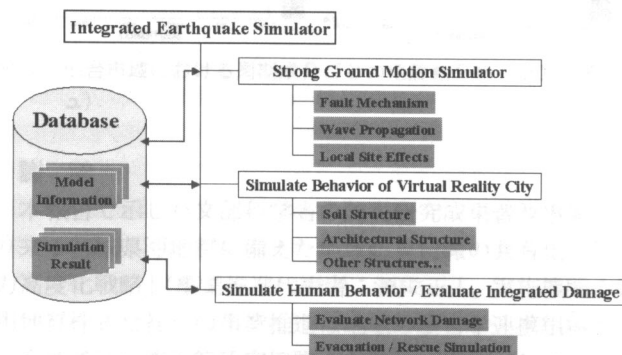 Integrated Earthquake Simulator
Strong Ground Motion Simulator
Fault Mechanism
Wave Propagation
Local Site Effects
Database
Model
Information
Simulation
Result
Simulate Behavior of Virtual Reality City
Soil Structure
Architectural Structure
Other Structures…
Simulate Human Behavior / Evaluate Integrated Damage
Evaluate Network Damage
Evacuation / Rescue Simulation